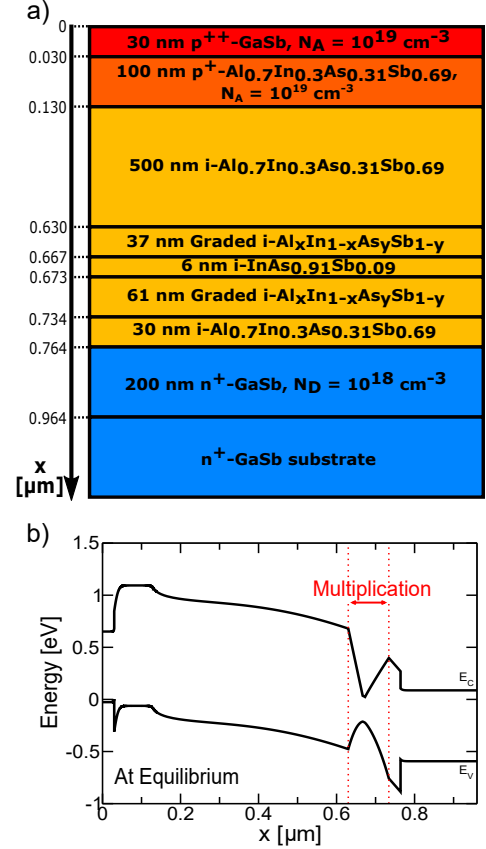 a)
0
30 nm p++-GaSb, NA = 10^19 cm-3
0.030
100 nm p+-Al0.7In0.3As0.31Sb0.69,
NA = 10^19 cm-3
0.130
500 nm i-Al0.7In0.3As0.31Sb0.69
0.630
37 nm Graded i-AlxIn1-xAsySb1-y
0.667
6 nm i-InAs0.91Sb0.09
0.673
61 nm Graded i-AlxIn1-xAsySb1-y
0.734
30 nm i-Al0.7In0.3As0.31Sb0.69
0.764
200 nm n+-GaSb, ND = 10^18 cm-3
0.964
n+-GaSb substrate
x
[µm]
b)
1.5
Multiplication
1
0.5
EC
0
-0.5
EV
At Equilibrium
-1
Energy [eV]
0 0.2 0.4 0.6 0.8
x [µm]